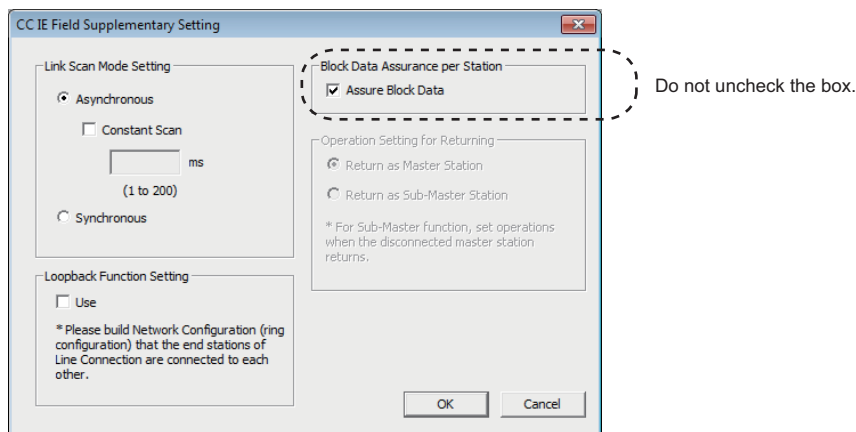 CC IE Field Supplementary Setting
Link Scan Mode Setting
Asynchronous
Constant Scan
ms
(1 to 200)
Synchronous
Loopback Function Setting
Use
* Please build Network Configuration (ring
configuration) that the end stations of
Line Connection are connected to each
other.
Block Data Assurance per Station
Assure Block Data
Do not uncheck the box.
Operation Setting for Returning
Return as Master Station
Return as Sub-Master Station
* For Sub-Master function, set operations
when the disconnected master station
returns.
OK
Cancel